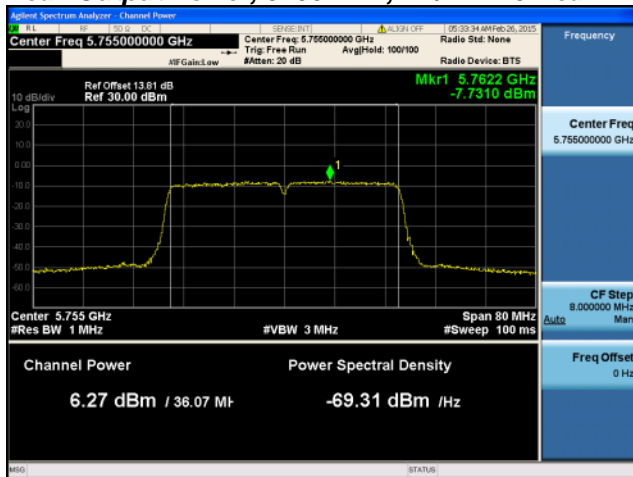 Agilent Spectrum Analyzer - Channel Power
RL RF 50 Ω DC SENSE:INT ALIGN OFF 05:33:34 AM Feb 26, 2015
Center Freq 5.755000000 GHz
Center Freq: 5.755000000 GHz Radio Std: None
Trig: Free Run Avg|Hold: 100/100
#IFGain:Low #Atten: 20 dB Radio Device: BTS
Frequency
Mkr1 5.7622 GHz
-7.7310 dBm
Ref Offset 13.81 dB
10 dB/div Ref 30.00 dBm
Log
20.0
10.0
0.00
-10.0
-20.0
-30.0
-40.0
-50.0
-60.0
1
Center Freq
5.755000000 GHz
Center 5.755 GHz Span 80 MHz
#Res BW 1 MHz #VBW 3 MHz #Sweep 100 ms
CF Step
8.000000 MHz
Auto Man
Channel Power Power Spectral Density
6.27 dBm / 36.07 MH -69.31 dBm /Hz
Freq Offset
0 Hz
MSG STATUS